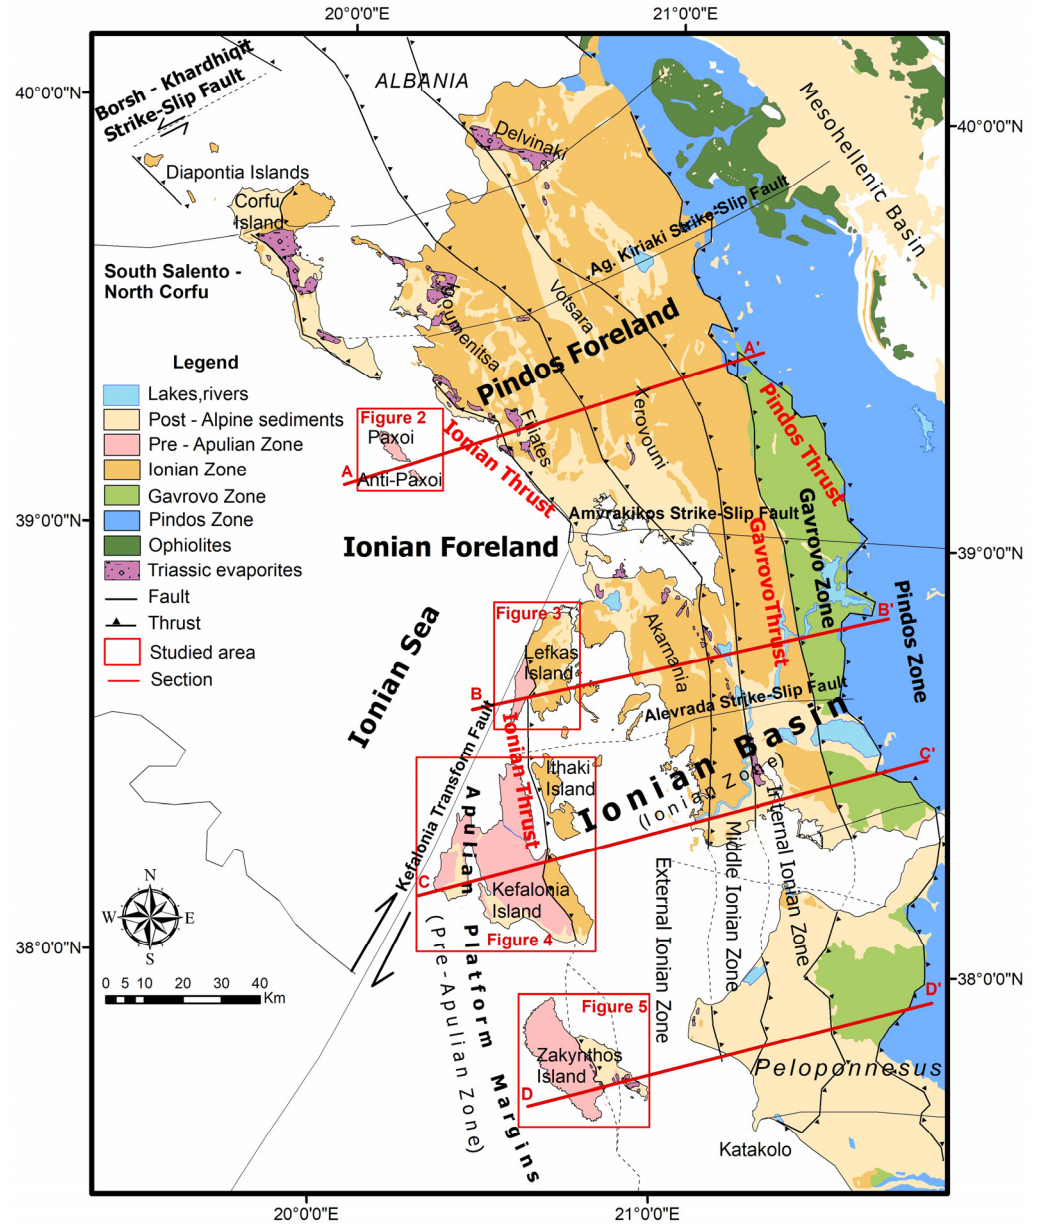 20°0'0"E
21°0'0"E
40°0'0"N
40°0'0"N
Borsh - Khardhiqit
Strike-Slip Fault
ALBANIA
Mesohellenic Basin
Delvinaki
Diapontia Islands
Corfu
Island
Ag. Kiriaki Strike-Slip Fault
South Salento -
North Corfu
Votsara
Igoumenitsa
Pindos Foreland
Legend
Lakes,rivers
Post - Alpine sediments
Pre - Apulian Zone
Ionian Zone
Gavrovo Zone
Pindos Zone
Ophiolites
Triassic evaporites
Fault
Thrust
Studied area
Section
A'
Figure 2
Paxoi
A
Anti-Paxoi
Ionian Thrust
Filiates
Xerovouni
Pindos Thrust
39°0'0"N
39°0'0"N
Amvrakikos Strike-Slip Fault
Gavrovo Thrust
Gavrovo Zone
Ionian Foreland
Pindos Zone
Ionian Sea
Figure 3
Lefkas
Island
B
B'
Akarnania
Alevrada Strike-Slip Fault
Ionian Thrust
Kefalonia Transform Fault
Ionian Basin
(Ionian Zone)
Ithaki
Island
C'
C
Kefalonia
Island
Figure 4
Apulian Platform Margins
(Pre-Apulian Zone)
External Ionian Zone
Middle Ionian Zone
Internal Ionian Zone
N
W
E
S
0 5 10 20 30 40
Km
38°0'0"N
38°0'0"N
Figure 5
Zakynthos
Island
D
D'
Peloponnesus
Katakolo
20°0'0"E
21°0'0"E